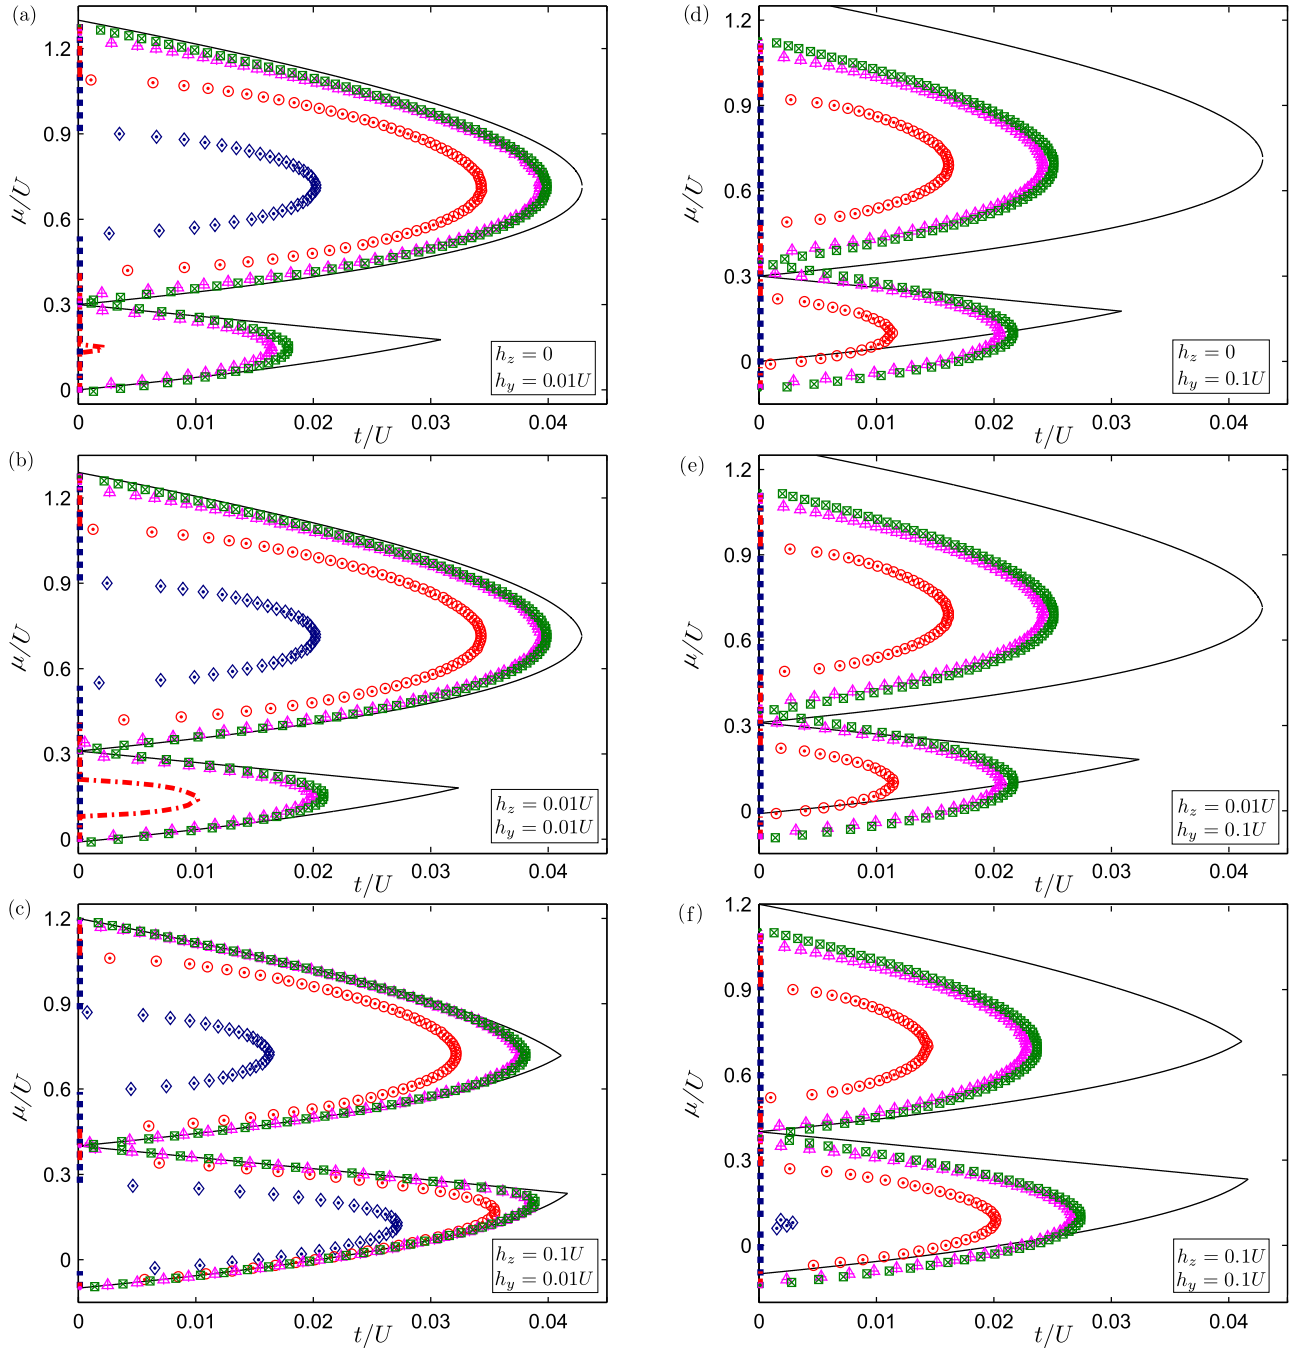 (a)
1.2
0.9
0.6
0.3
0
μ/U
0 0.01 0.02 0.03 0.04
t/U
h_z = 0
h_y = 0.01U
(d)
1.2
0.9
0.6
0.3
0
μ/U
0 0.01 0.02 0.03 0.04
t/U
h_z = 0
h_y = 0.1U
(b)
1.2
0.9
0.6
0.3
0
μ/U
0 0.01 0.02 0.03 0.04
t/U
h_z = 0.01U
h_y = 0.01U
(e)
1.2
0.9
0.6
0.3
0
μ/U
0 0.01 0.02 0.03 0.04
t/U
h_z = 0.01U
h_y = 0.1U
(c)
1.2
0.9
0.6
0.3
0
μ/U
0 0.01 0.02 0.03 0.04
t/U
h_z = 0.1U
h_y = 0.01U
(f)
1.2
0.9
0.6
0.3
0
μ/U
0 0.01 0.02 0.03 0.04
t/U
h_z = 0.1U
h_y = 0.1U